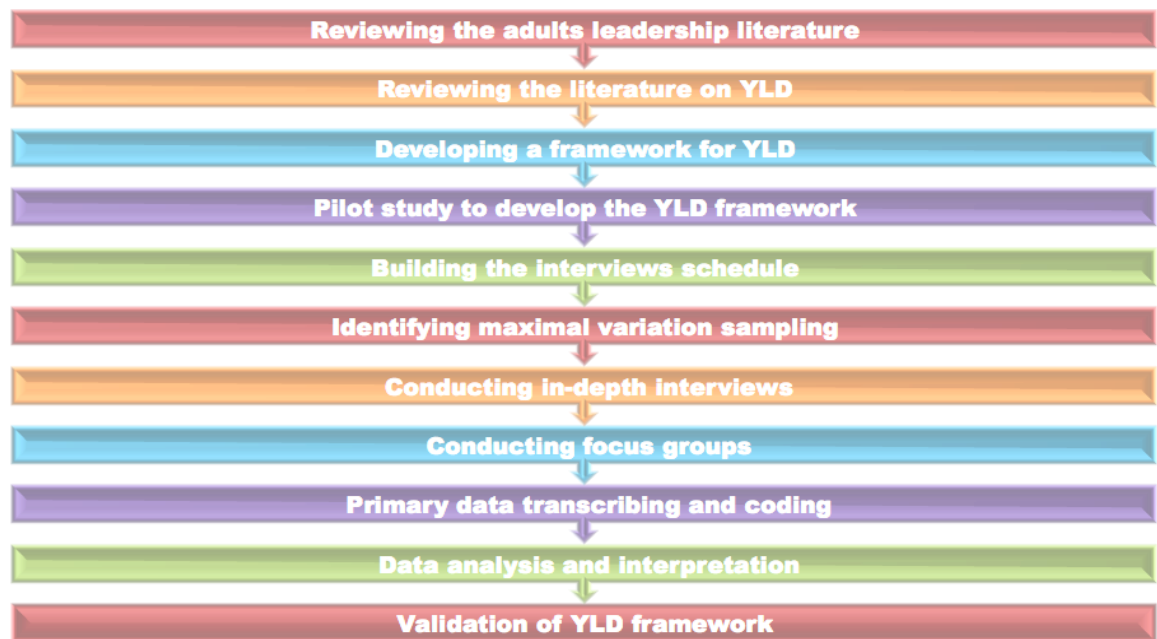 Reviewing the adults leadership literature
Reviewing the literature on YLD
Developing a framework for YLD
Pilot study to develop the YLD framework
Building the interviews schedule
Identifying maximal variation sampling
Conducting in-depth interviews
Conducting focus groups
Primary data transcribing and coding
Data analysis and interpretation
Validation of YLD framework